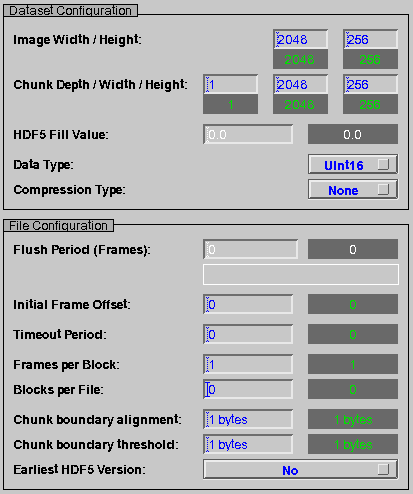 Dataset Configuration
Image Width / Height: 2048 256
2048 256
Chunk Depth / Width / Height: 1 2048 256
1 2048 256
HDF5 Fill Value: 0.0 0.0
Data Type: UInt16
Compression Type: None
File Configuration
Flush Period (Frames): 0 0
Initial Frame Offset: 0 0
Timeout Period: 0 0
Frames per Block: 1 1
Blocks per File: 0 0
Chunk boundary alignment: 1 bytes 1 bytes
Chunk boundary threshold: 1 bytes 1 bytes
Earliest HDF5 Version: No